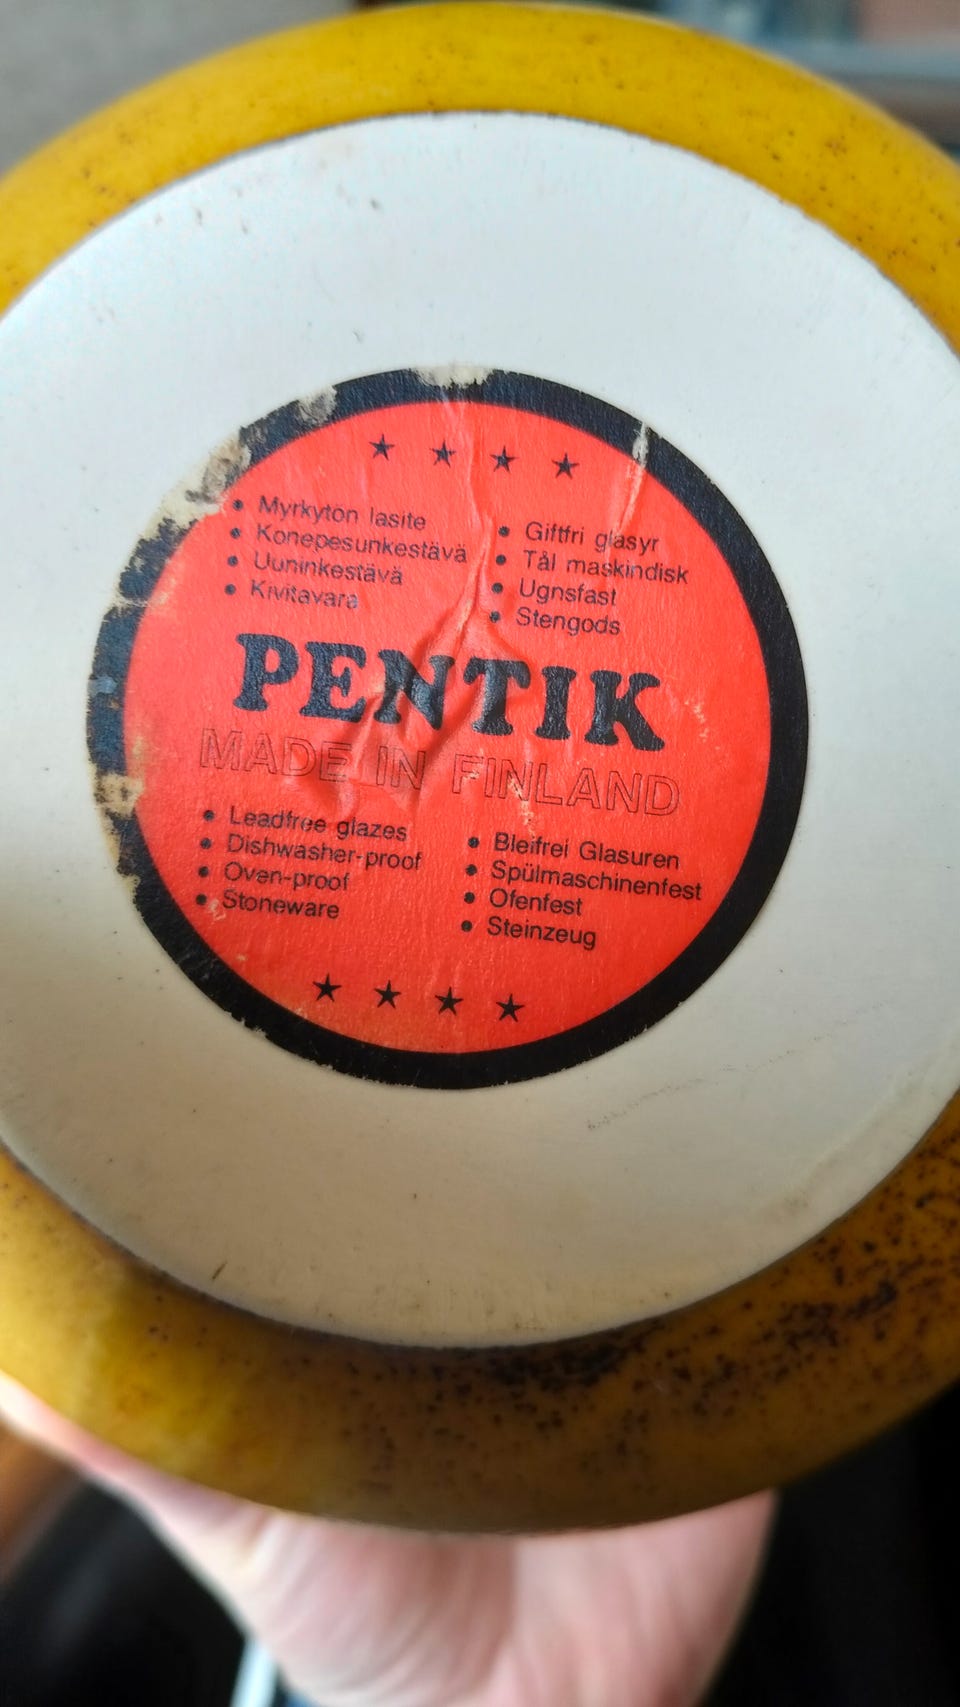 • Myrkytön lasite
• Konepesunkestävä
• Uuninkestävä
• Kivitavara
• Giftfri glasyr
• Tål maskindisk
• Ugnsfast
• Stengods
PENTIK
MADE IN FINLAND
• Leadfree glazes
• Dishwasher-proof
• Oven-proof
• Stoneware
• Bleifrei Glasuren
• Spülmaschinenfest
• Ofenfest
• Steinzeug